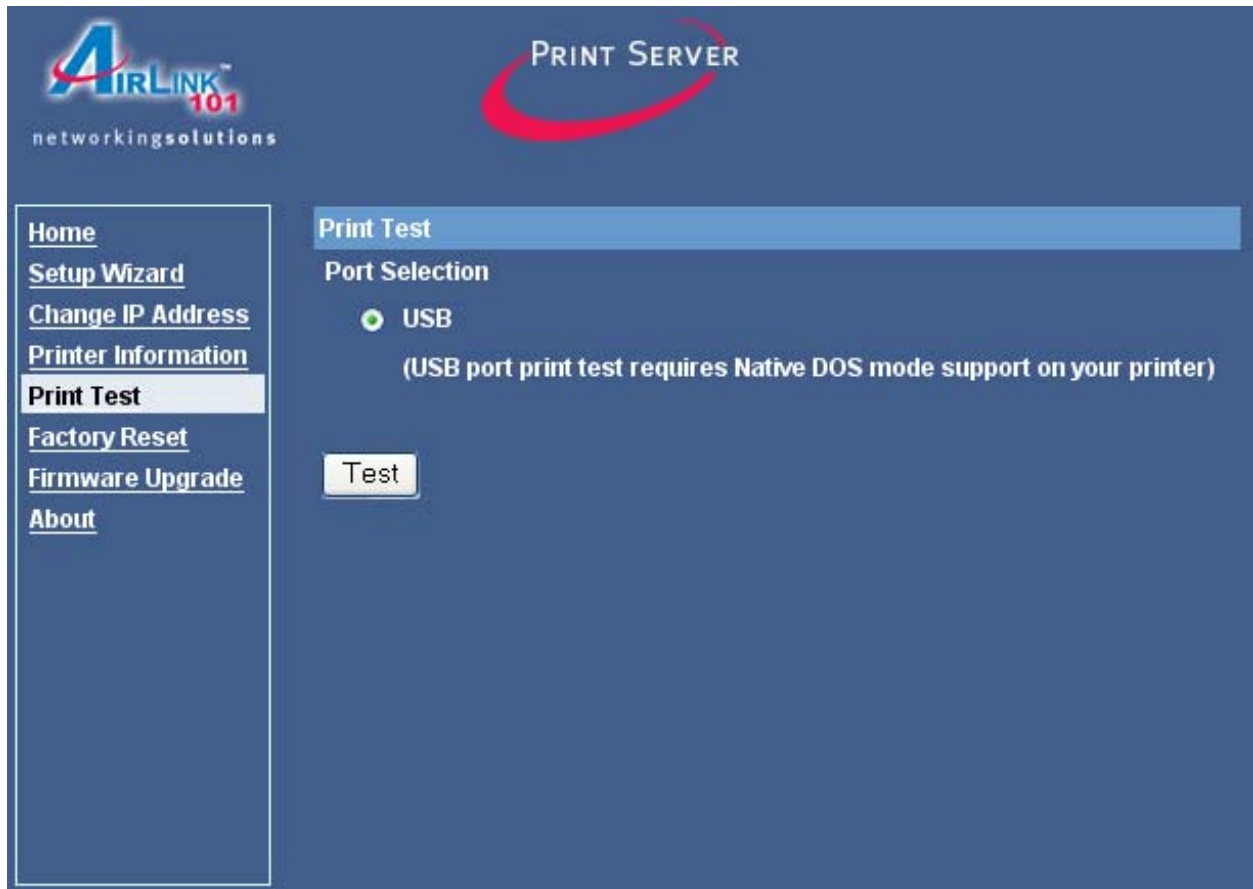 AIRLINK™
101
networkingsolutions
PRINT SERVER
Home
Setup Wizard
Change IP Address
Printer Information
Print Test
Factory Reset
Firmware Upgrade
About
Print Test
Port Selection
USB
(USB port print test requires Native DOS mode support on your printer)
Test